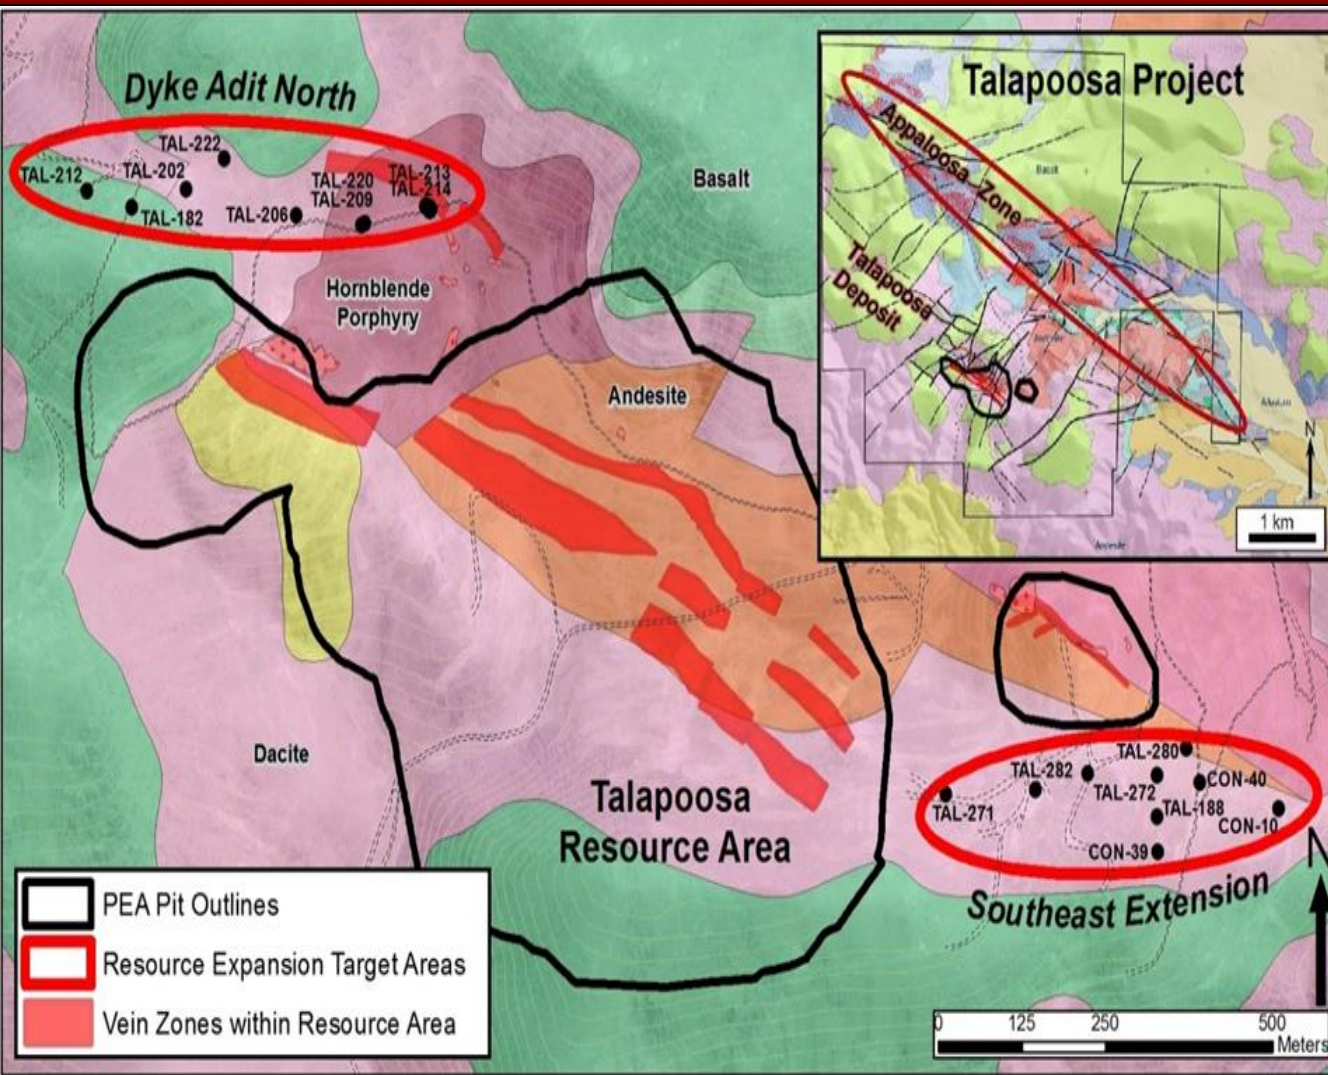 Dyke Adit North
TAL-222
TAL-212
TAL-202
TAL-182
TAL-206
TAL-220
TAL-209
TAL-213
TAL-214
Basalt
Hornblende
Porphyry
Andesite
Dacite
Talapoosa
Resource Area
Talapoosa Project
Appaloosa Zone
Basalt
Talapoosa
Deposit
Andesite
N
1 km
TAL-280
TAL-282
TAL-272
CON-40
TAL-271
TAL-188
CON-10
CON-39
Southeast Extension
N
PEA Pit Outlines
Resource Expansion Target Areas
Vein Zones within Resource Area
0 125 250 500
Meters